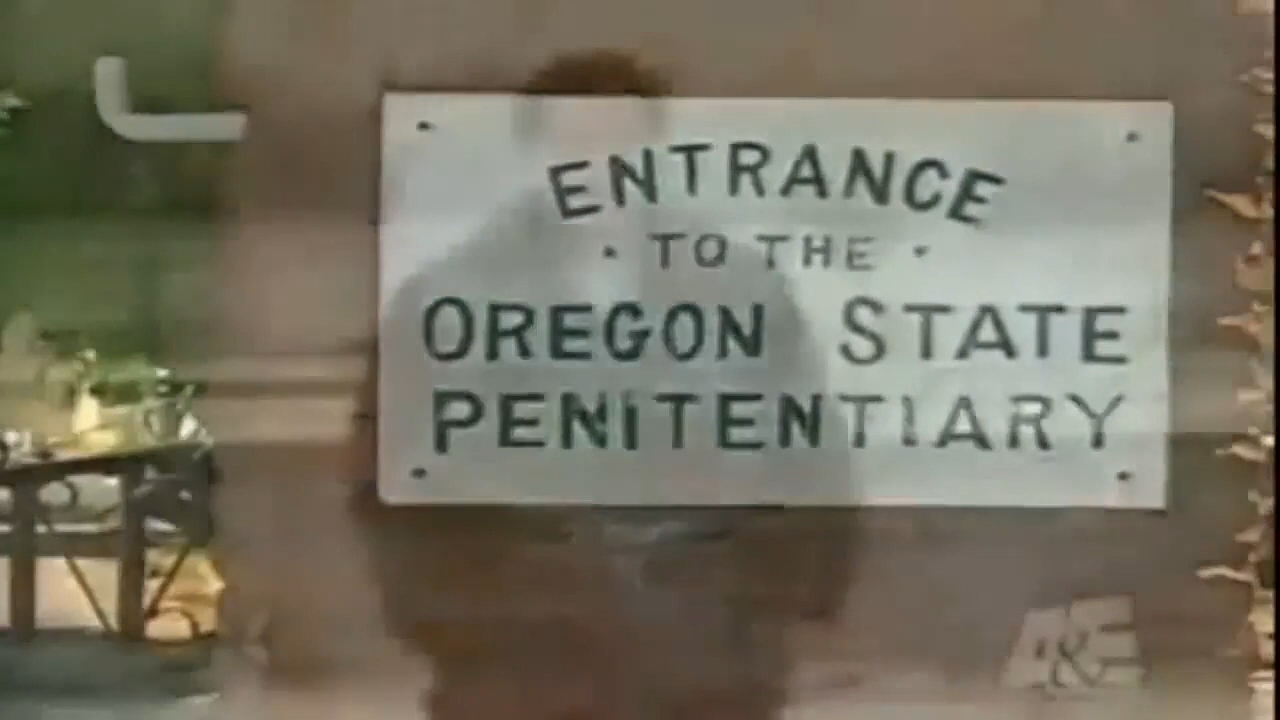 ENTRANCE
· TO THE ·
OREGON STATE
PENITENTIARY
A&E